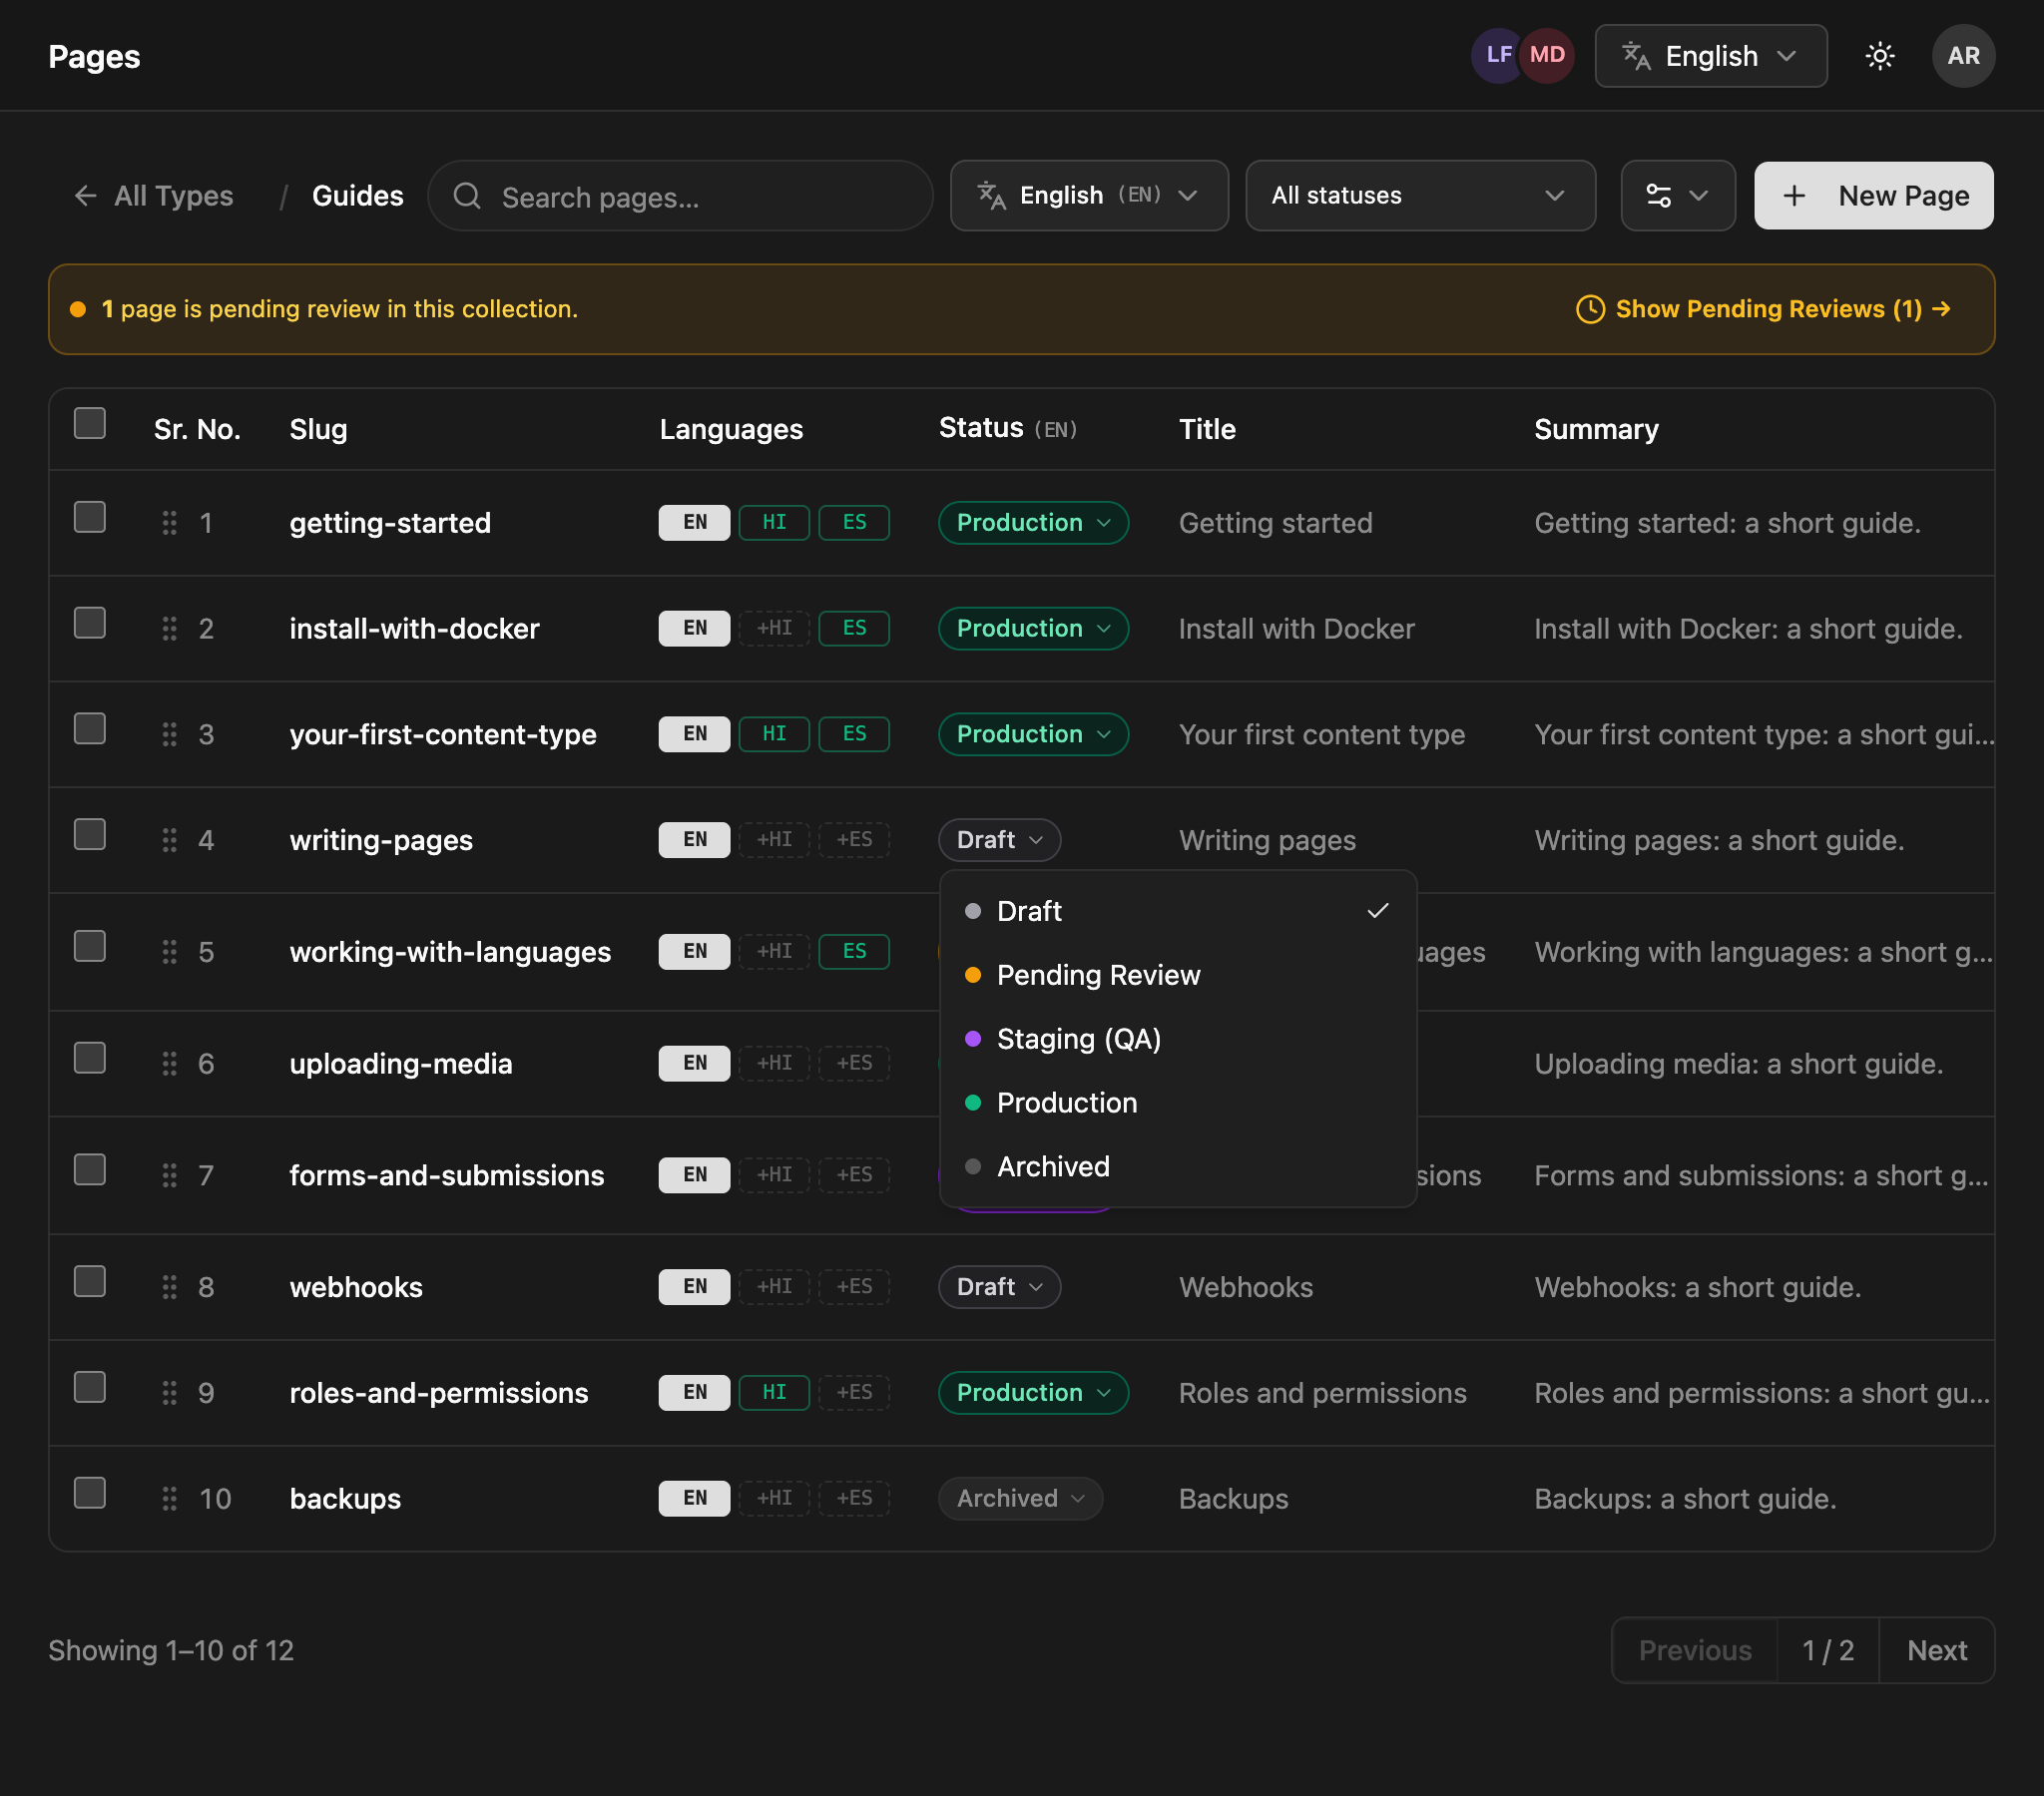 Pages
LF MD English AR
All Types / Guides Search pages... English (EN) All statuses New Page
1 page is pending review in this collection. Show Pending Reviews (1) →
Sr. No. Slug Languages Status (EN) Title Summary
1 getting-started EN HI ES Production Getting started Getting started: a short guide.
2 install-with-docker EN +HI ES Production Install with Docker Install with Docker: a short guide.
3 your-first-content-type EN HI ES Production Your first content type Your first content type: a short gui...
4 writing-pages EN +HI +ES Draft Writing pages Writing pages: a short guide.
Draft
5 working-with-languages EN +HI ES Working with languages: a short g...
Pending Review
Staging (QA)
6 uploading-media EN +HI +ES Uploading media: a short guide.
Production
Archived
7 forms-and-submissions EN +HI +ES Forms and submissions: a short g...
8 webhooks EN +HI +ES Draft Webhooks Webhooks: a short guide.
9 roles-and-permissions EN HI +ES Production Roles and permissions Roles and permissions: a short gu...
10 backups EN +HI +ES Archived Backups Backups: a short guide.
Showing 1–10 of 12 Previous 1 / 2 Next